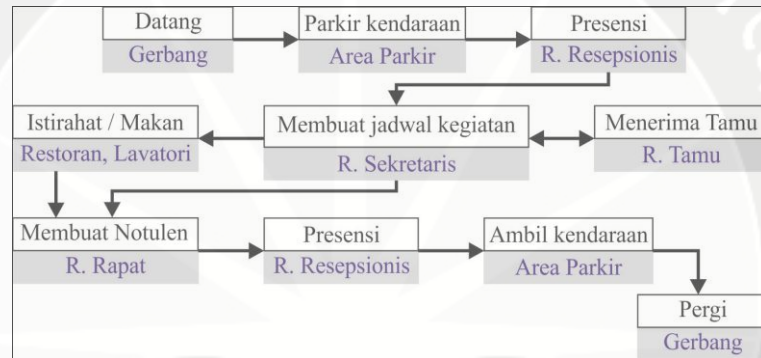 Datang
Gerbang
Parkir kendaraan
Area Parkir
Presensi
R. Resepsionis
Istirahat / Makan
Restoran, Lavatori
Membuat jadwal kegiatan
R. Sekretaris
Menerima Tamu
R. Tamu
Membuat Notulen
R. Rapat
Presensi
R. Resepsionis
Ambil kendaraan
Area Parkir
Pergi
Gerbang